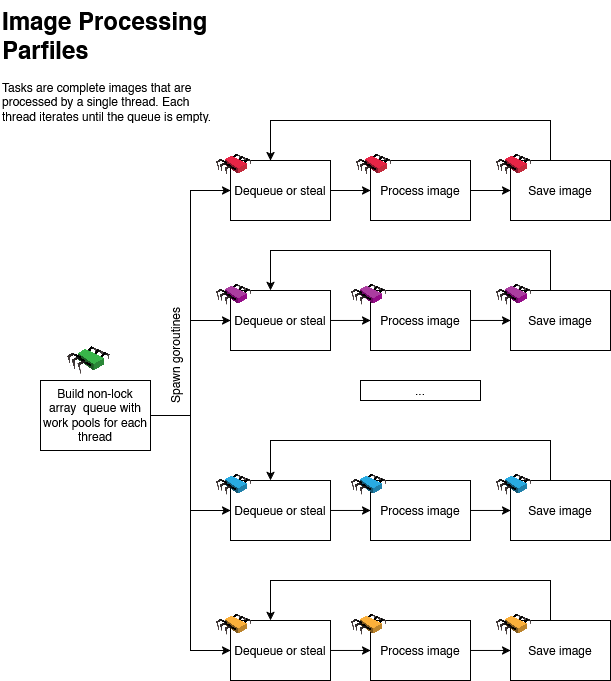 Image Processing
Parfiles
Tasks are complete images that are
processed by a single thread. Each
thread iterates until the queue is empty.
Dequeue or steal
Process image
Save image
Dequeue or steal
Process image
Save image
Spawn goroutines
Build non-lock
array queue with
work pools for each
thread
...
Dequeue or steal
Process image
Save image
Dequeue or steal
Process image
Save image